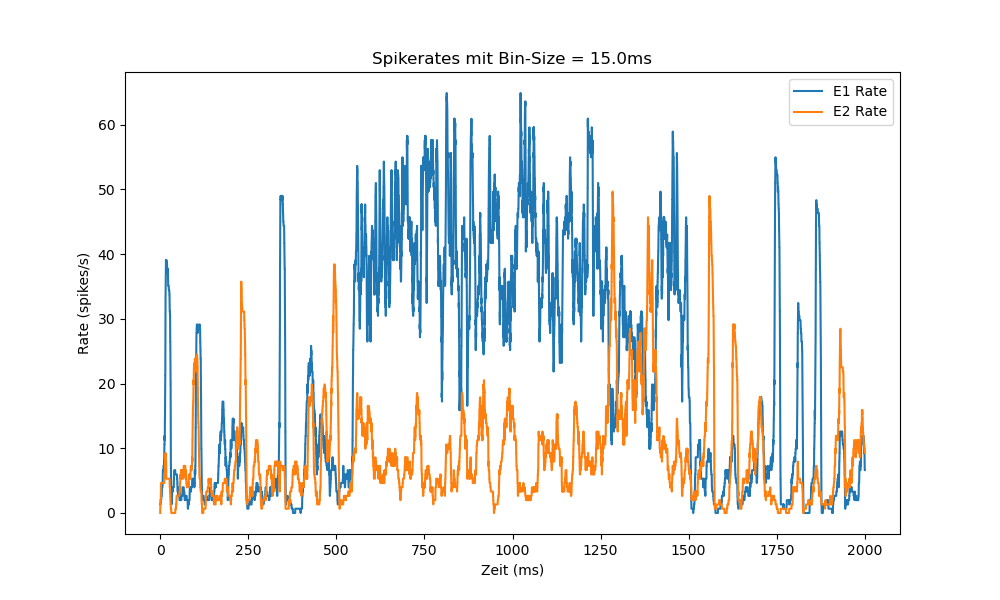 Spikerates mit Bin-Size = 15.0ms
E1 Rate
E2 Rate
60
50
40
30
20
10
0
Rate (spikes/s)
0 250 500 750 1000 1250 1500 1750 2000
Zeit (ms)